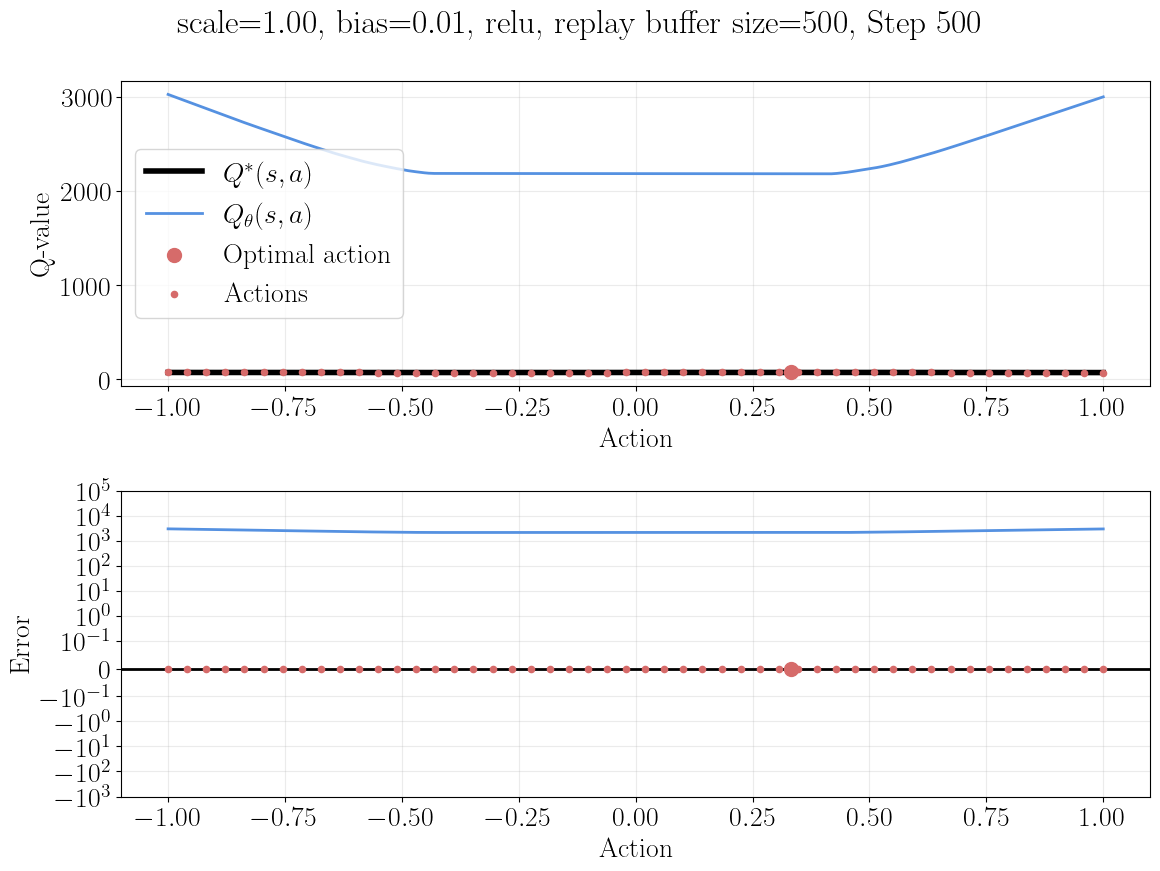 scale=1.00, bias=0.01, relu, replay buffer size=500, Step 500
3000
2000
1000
0
Q-value
Q*(s, a)
Q_θ(s, a)
Optimal action
Actions
−1.00 −0.75 −0.50 −0.25 0.00 0.25 0.50 0.75 1.00
Action
10^5
10^4
10^3
10^2
10^1
10^0
10^−1
0
−10^−1
−10^0
−10^1
−10^2
−10^3
Error
−1.00 −0.75 −0.50 −0.25 0.00 0.25 0.50 0.75 1.00
Action